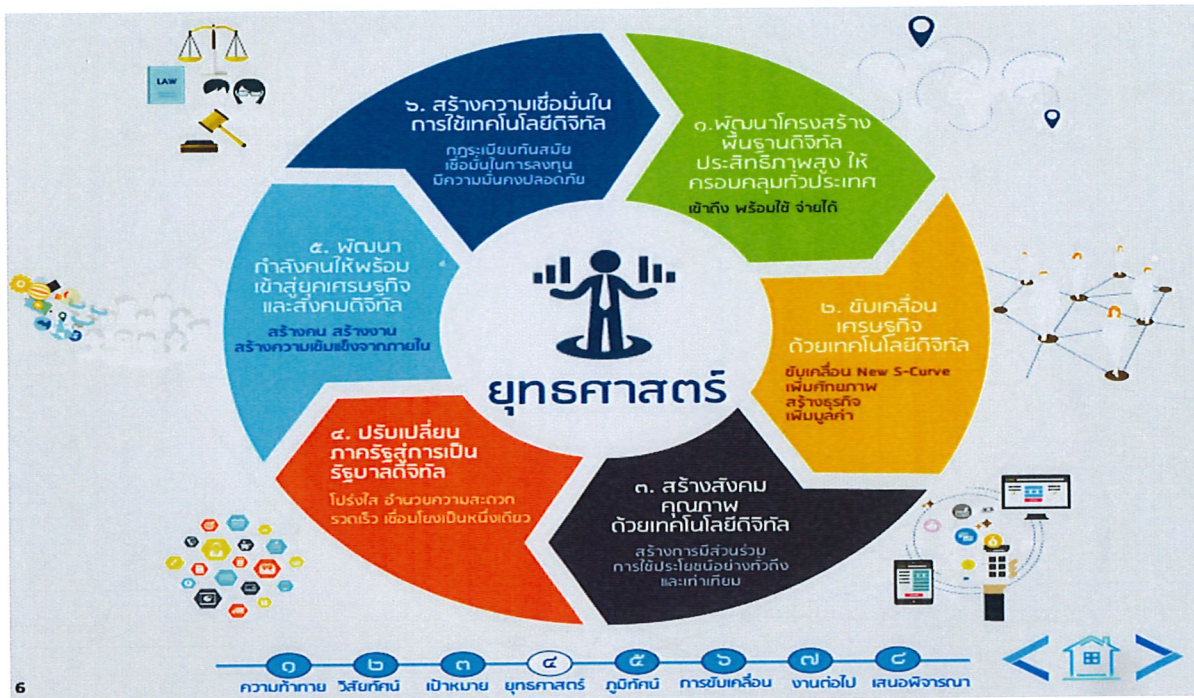 LAW
๖. สร้างความเชื่อมั่นใน
การใช้เทคโนโลยีดิจิทัล
กฎระเบียบทันสมัย
เชื่อมั่นในการลงทุน
มีความมั่นคงปลอดภัย
๑.พัฒนาโครงสร้าง
พื้นฐานดิจิทัล
ประสิทธิภาพสูง ให้
ครอบคลุมทั่วประเทศ
เข้าถึง พร้อมใช้ จ่ายได้
๕. พัฒนา
กำลังคนให้พร้อม
เข้าสู่ยุคเศรษฐกิจ
และสังคมดิจิทัล
สร้างคน สร้างงาน
สร้างความเข้มแข็งจากภายใน
๒. ขับเคลื่อน
เศรษฐกิจ
ด้วยเทคโนโลยีดิจิทัล
ขับเคลื่อน New S-Curve
เพิ่มศักยภาพ
สร้างธุรกิจ
เพิ่มมูลค่า
ยุทธศาสตร์
๔. ปรับเปลี่ยน
ภาครัฐสู่การเป็น
รัฐบาลดิจิทัล
โปร่งใส อำนวยความสะดวก
รวดเร็ว เชื่อมโยงเป็นหนึ่งเดียว
๓. สร้างสังคม
คุณภาพ
ด้วยเทคโนโลยีดิจิทัล
สร้างการมีส่วนร่วม
การใช้ประโยชน์อย่างทั่วถึง
และเท่าเทียม
๑ ๒ ๓ ๔ ๕ ๖ ๗ ๘
ความท้าทาย วิสัยทัศน์ เป้าหมาย ยุทธศาสตร์ ภูมิทัศน์ การขับเคลื่อน งานต่อไป เสนอพิจารณา
6